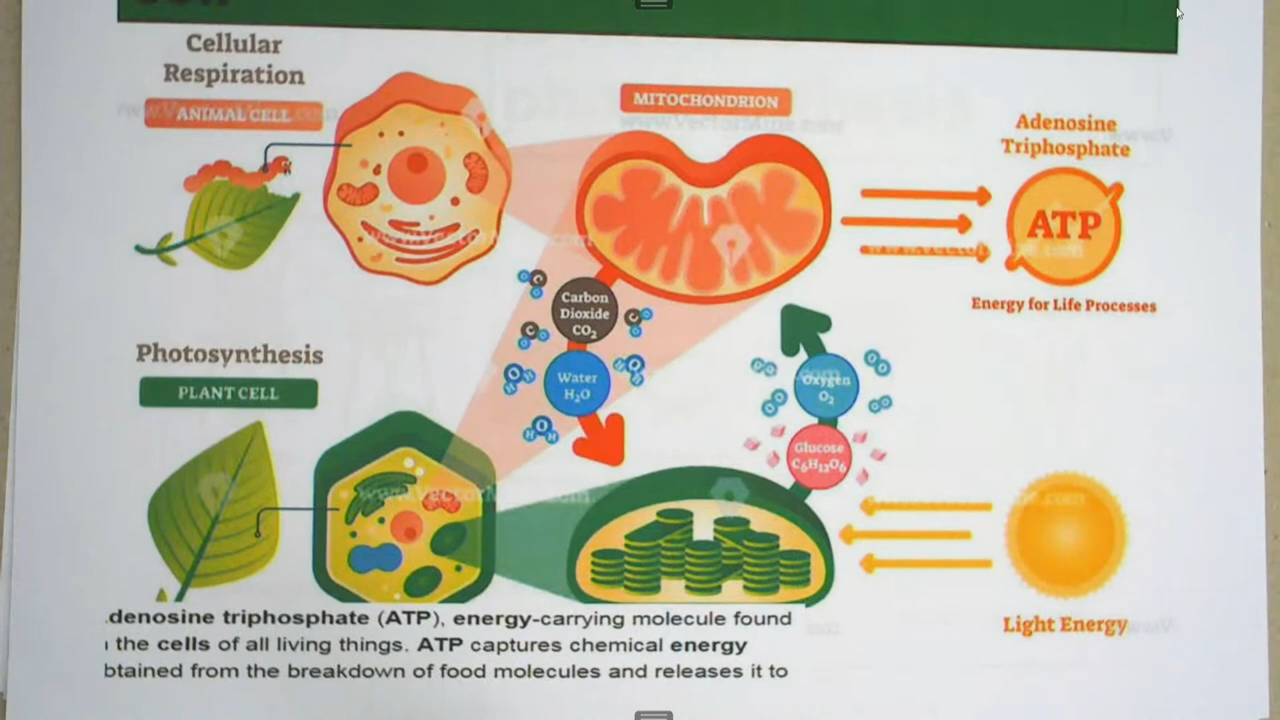 Cellular
Respiration
ANIMAL CELL
MITOCHONDRION
Adenosine
Triphosphate
ATP
Energy for Life Processes
Carbon
Dioxide
CO₂
Water
H₂O
Oxygen
O₂
Glucose
C₆H₁₂O₆
Photosynthesis
PLANT CELL
Light Energy
denosine triphosphate (ATP), energy-carrying molecule found
the cells of all living things. ATP captures chemical energy
btained from the breakdown of food molecules and releases it to